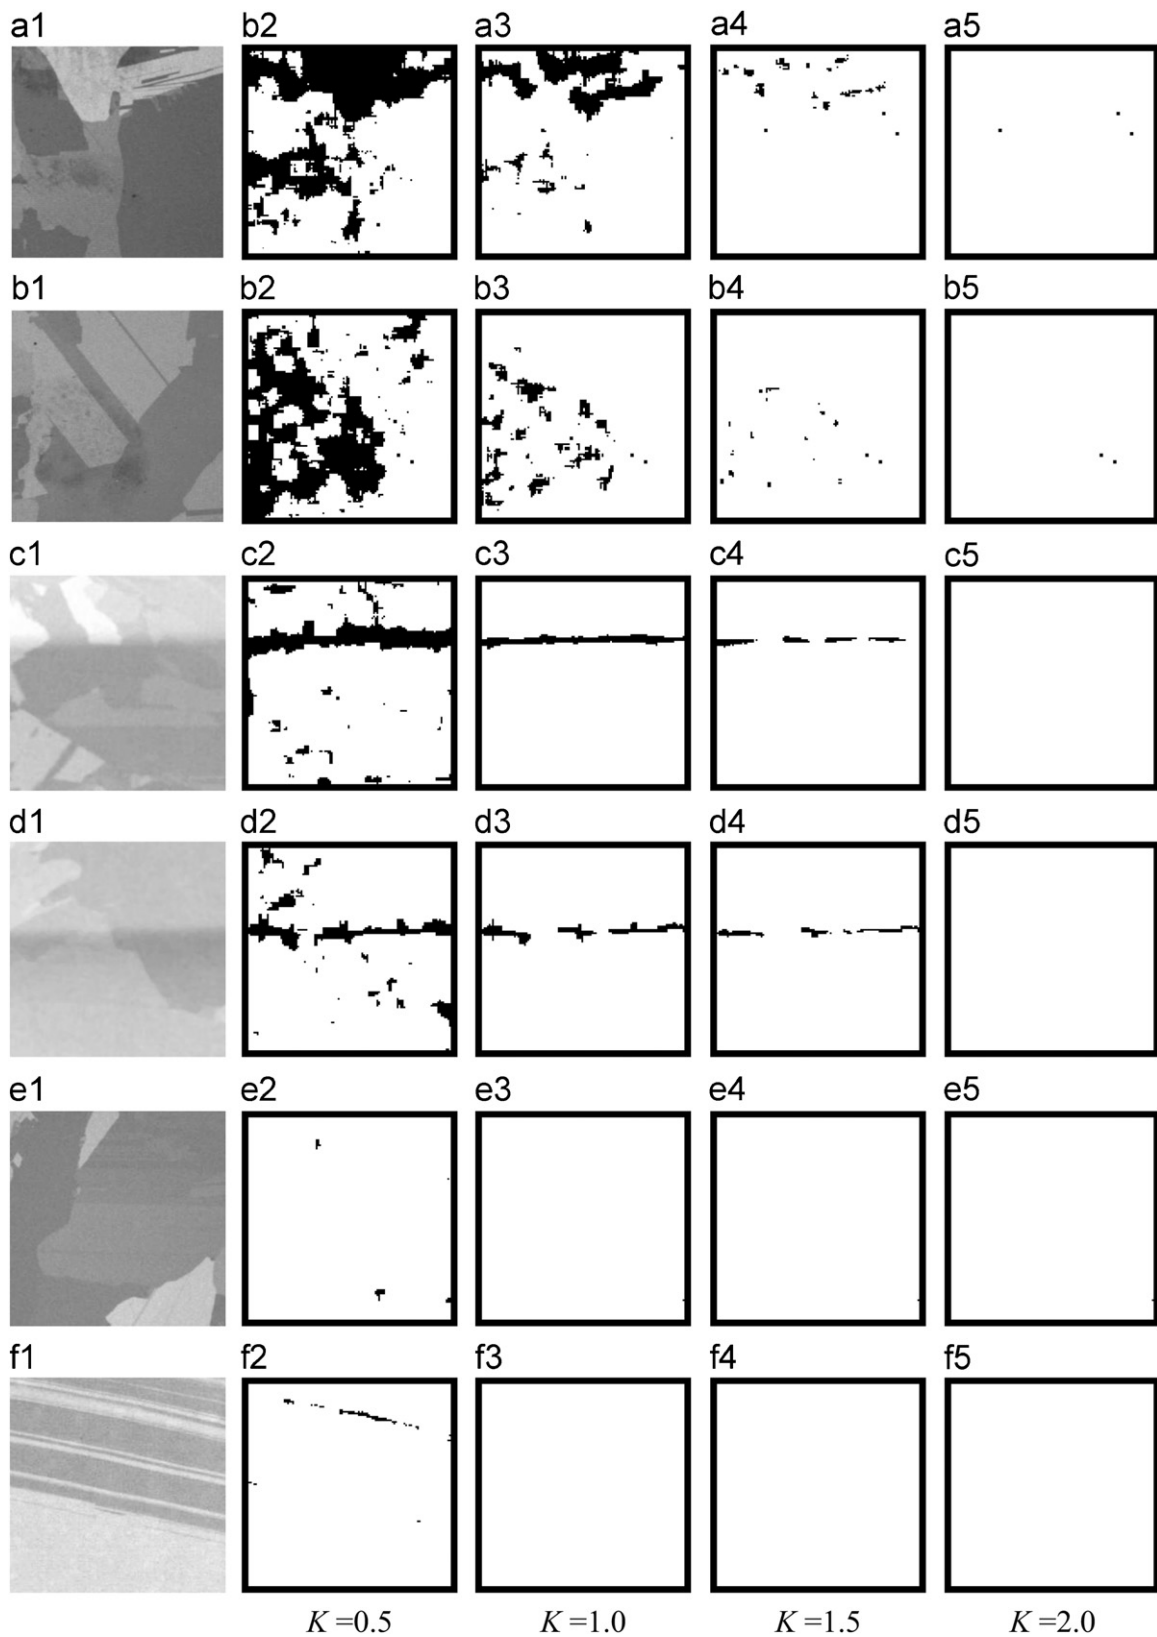 a1 b2 a3 a4 a5
b1 b2 b3 b4 b5
c1 c2 c3 c4 c5
d1 d2 d3 d4 d5
e1 e2 e3 e4 e5
f1 f2 f3 f4 f5
K =0.5 K =1.0 K =1.5 K =2.0